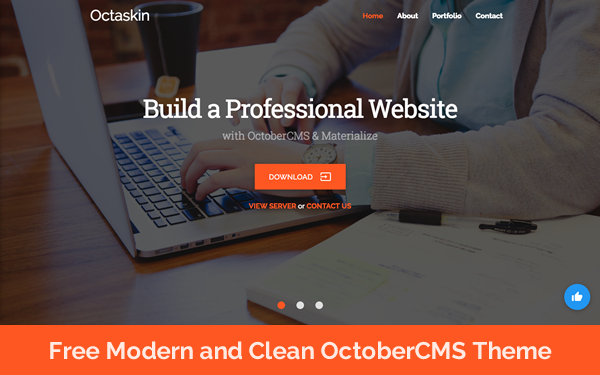 Octaskin
Home About Portfolio Contact
Build a Professional Website
with OctoberCMS & Materialize
DOWNLOAD
VIEW SERVER or CONTACT US
Free Modern and Clean OctoberCMS Theme